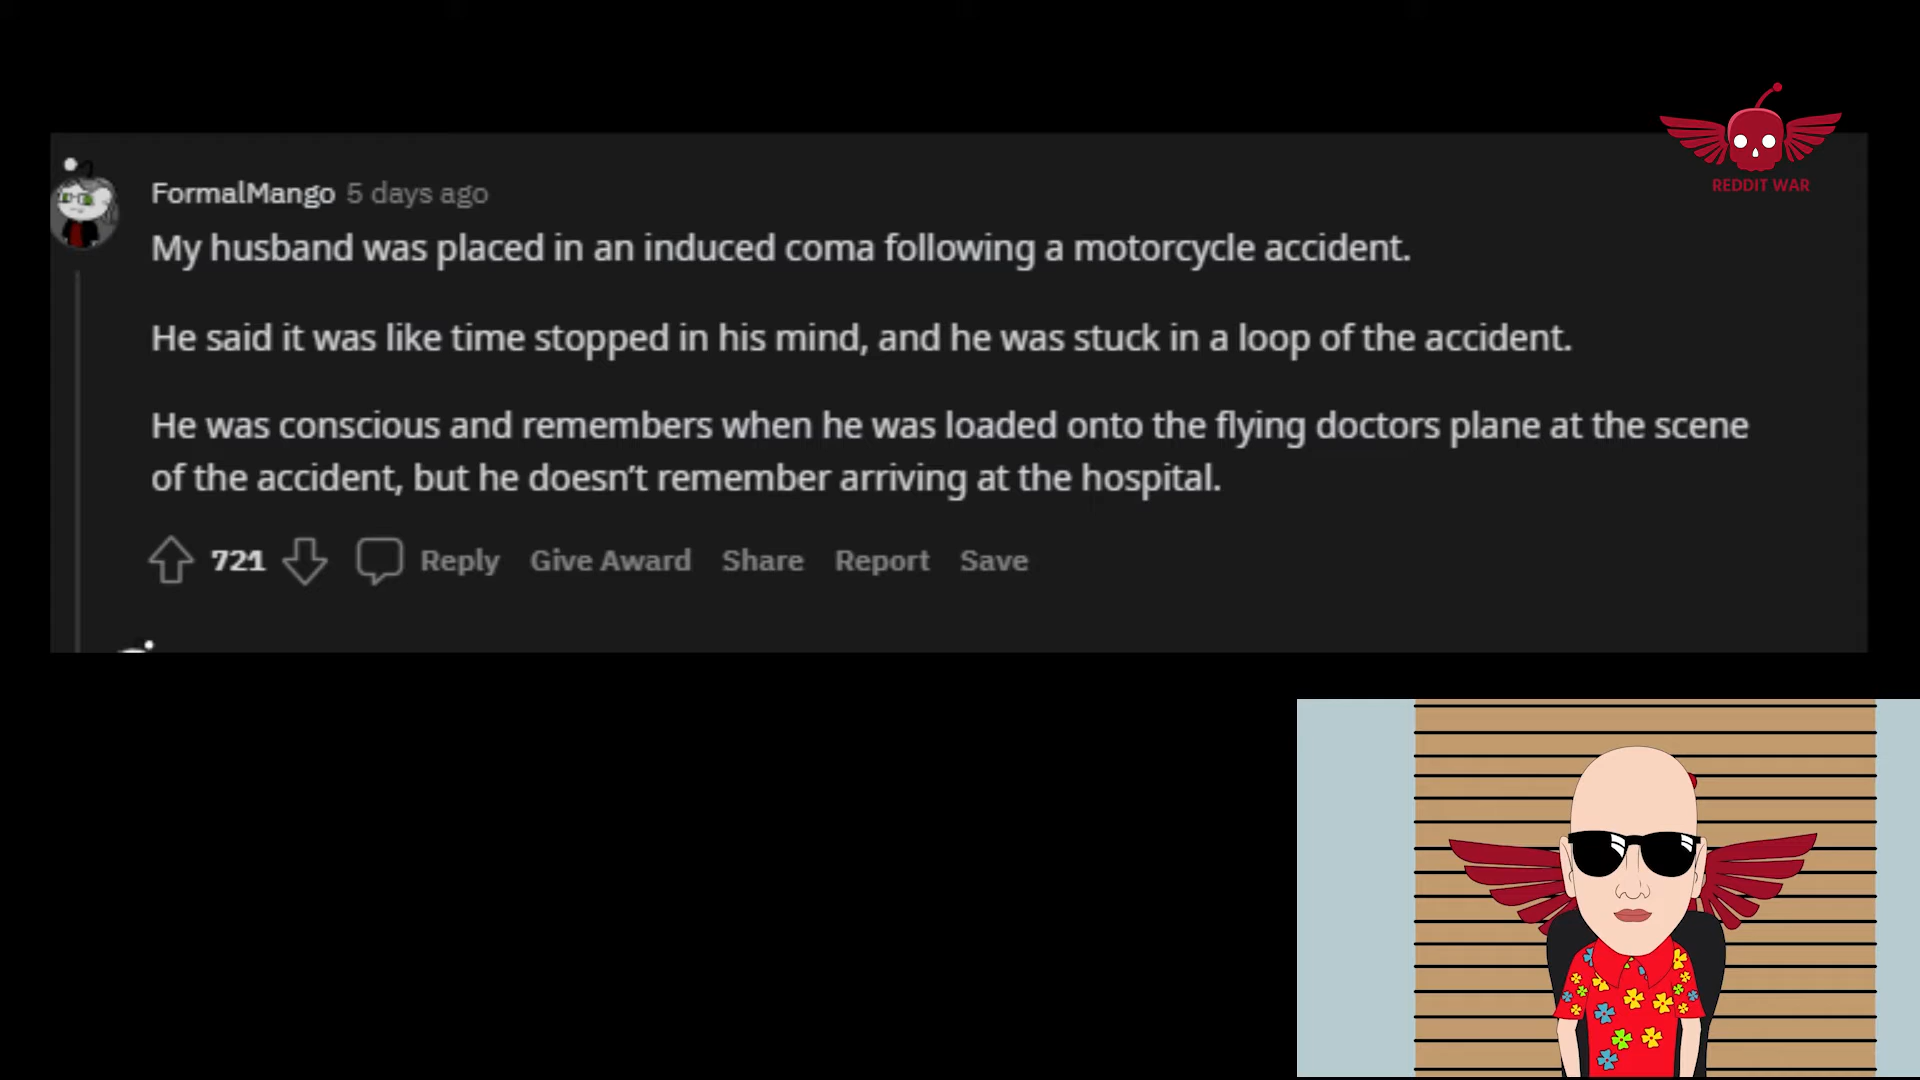 REDDIT WAR
FormalMango 5 days ago
My husband was placed in an induced coma following a motorcycle accident.
He said it was like time stopped in his mind, and he was stuck in a loop of the accident.
He was conscious and remembers when he was loaded onto the flying doctors plane at the scene
of the accident, but he doesn’t remember arriving at the hospital.
721 Reply Give Award Share Report Save